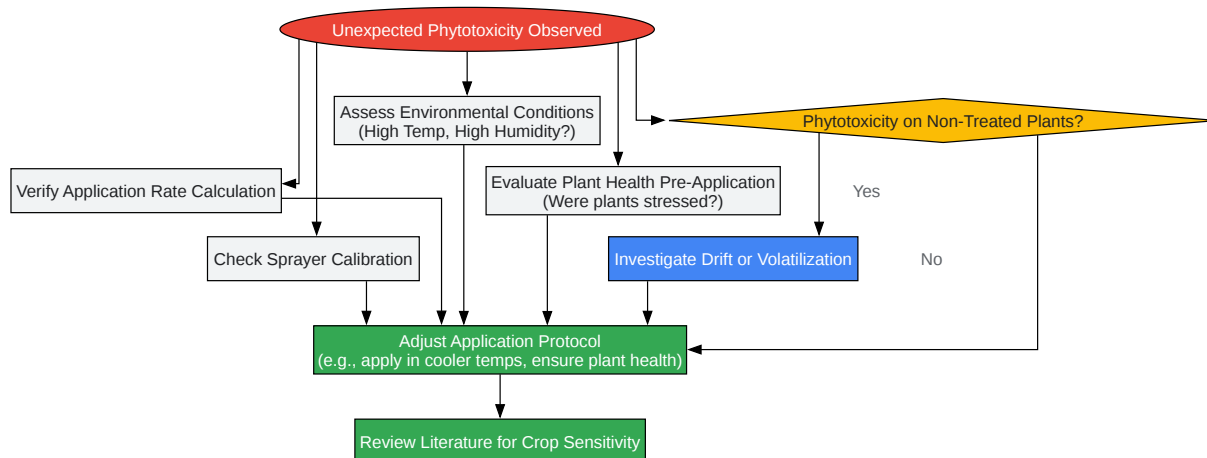 Unexpected Phytotoxicity Observed
Assess Environmental Conditions
(High Temp, High Humidity?)
Phytotoxicity on Non-Treated Plants?
Verify Application Rate Calculation
Evaluate Plant Health Pre-Application
(Were plants stressed?)
Yes
Check Sprayer Calibration
Investigate Drift or Volatilization
No
Adjust Application Protocol
(e.g., apply in cooler temps, ensure plant health)
Review Literature for Crop Sensitivity